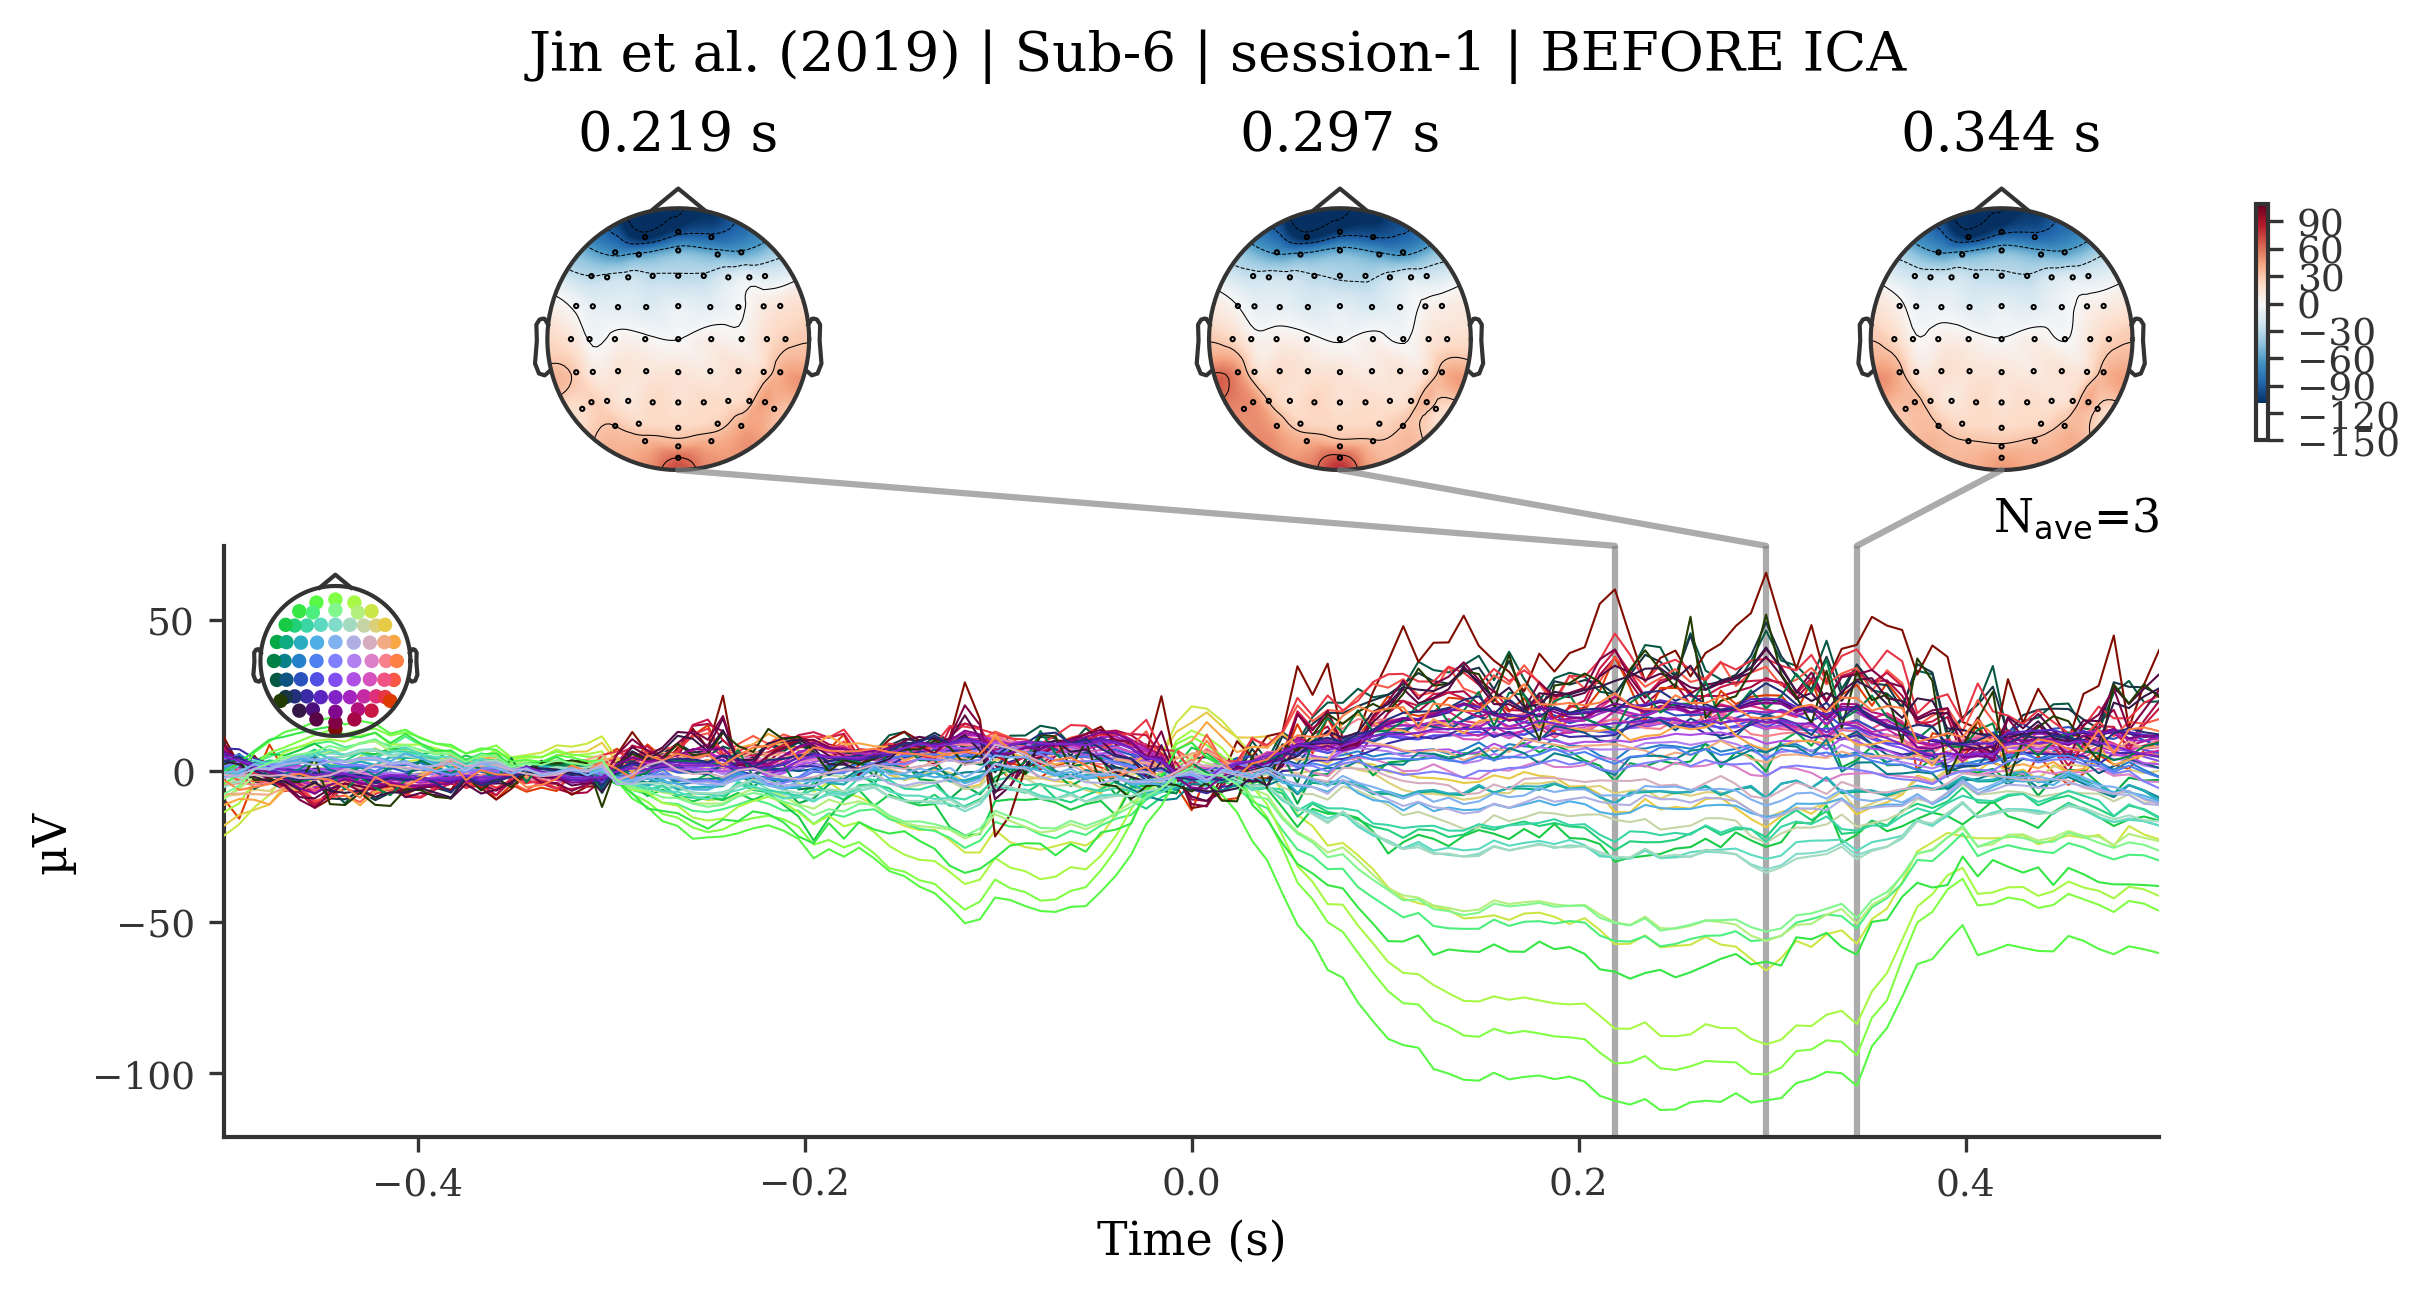 Jin et al. (2019) | Sub-6 | session-1 | BEFORE ICA
0.219 s
0.297 s
0.344 s
90
60
30
0
−30
−60
−90
−120
−150
Nave=3
50
0
−50
−100
µV
−0.4
−0.2
0.0
0.2
0.4
Time (s)